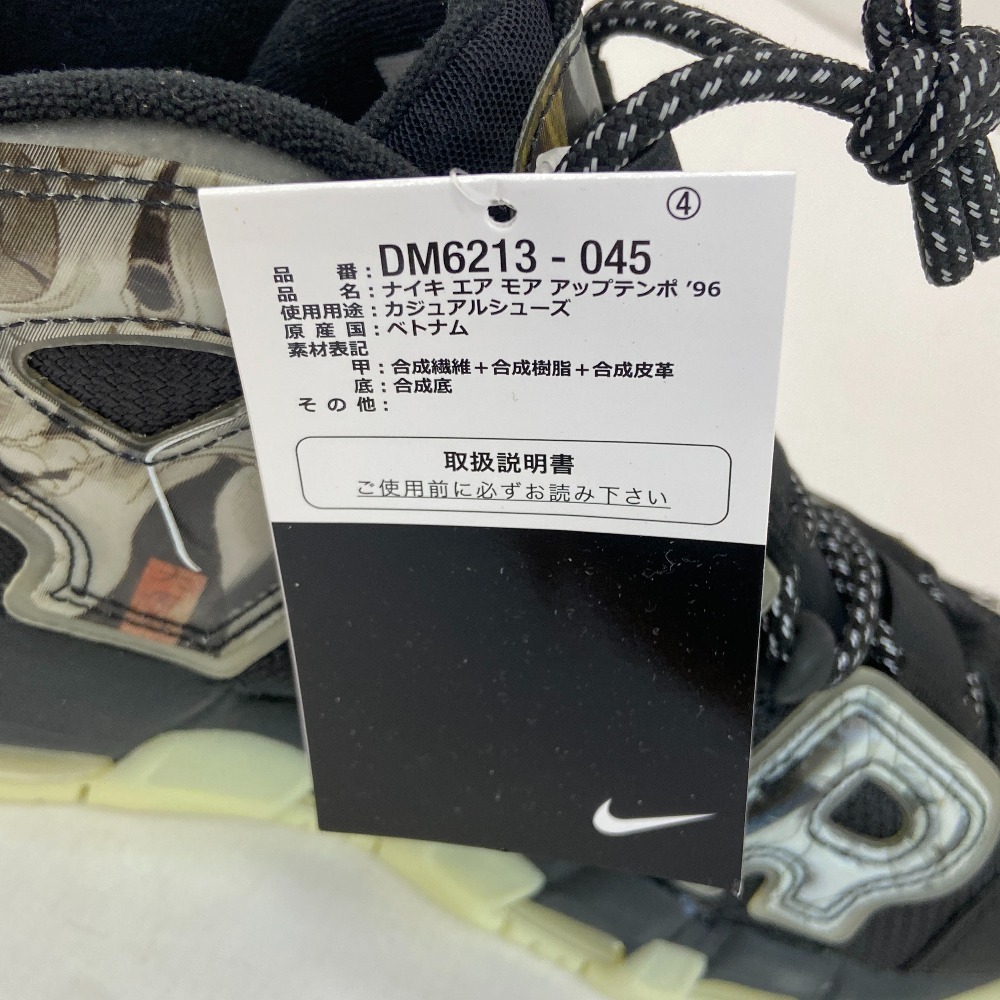 ④
品 番 : DM6213 - 045
品 名 : ナイキ エア モア アップテンポ '96
使用用途 : カジュアルシューズ
原 産 国 : ベトナム
素材表記
甲 : 合成繊維+合成樹脂+合成皮革
底 : 合成底
そ の 他 :
取扱説明書
ご使用前に必ずお読み下さい